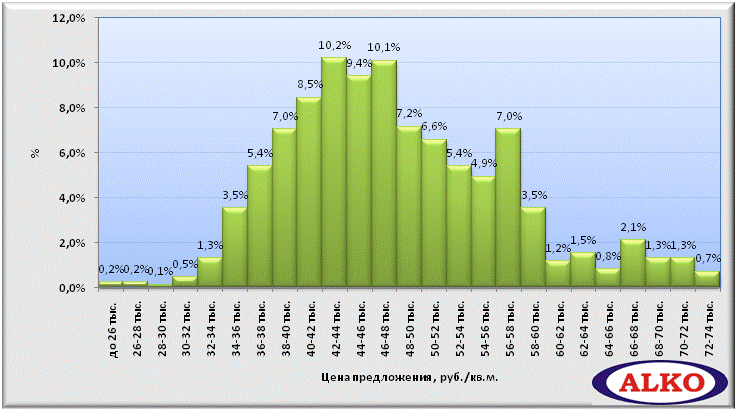 12,0%
10,0%
8,0%
6,0%
4,0%
2,0%
0,0%
%
0,2%
0,2%
0,1%
0,5%
1,3%
3,5%
5,4%
7,0%
8,5%
10,2%
9,4%
10,1%
7,2%
6,6%
5,4%
4,9%
7,0%
3,5%
1,2%
1,5%
0,8%
2,1%
1,3%
1,3%
0,7%
до 26 тыс.
26-28 тыс.
28-30 тыс.
30-32 тыс.
32-34 тыс.
34-36 тыс.
36-38 тыс.
38-40 тыс.
40-42 тыс.
42-44 тыс.
44-46 тыс.
46-48 тыс.
48-50 тыс.
50-52 тыс.
52-54 тыс.
54-56 тыс.
56-58 тыс.
58-60 тыс.
60-62 тыс.
62-64 тыс.
64-66 тыс.
66-68 тыс.
68-70 тыс.
70-72 тыс.
72-74 тыс.
Цена предложения, руб./кв.м.
ALKO